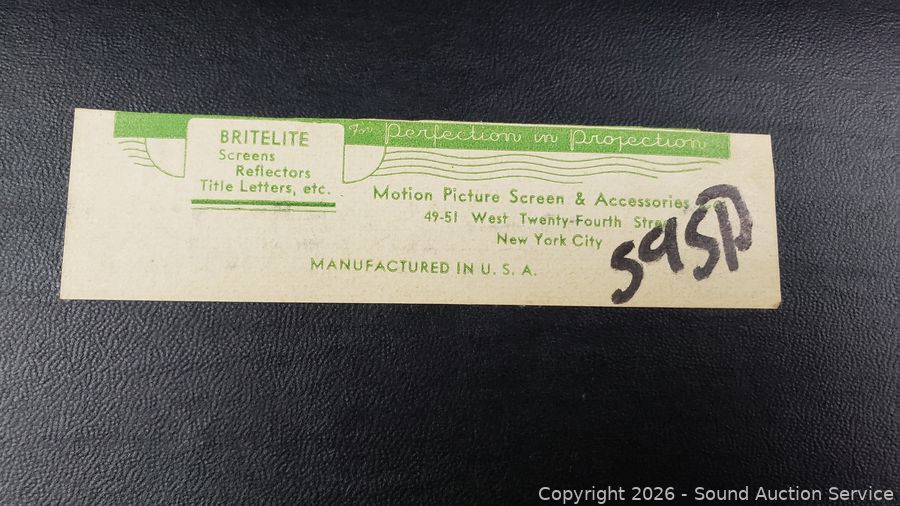 For Perfection in Projection
BRITELITE
Screens
Reflectors
Title Letters, etc.
Motion Picture Screen & Accessories
49-51 West Twenty-Fourth
New York City
MANUFACTURED IN U. S. A.
Copyright 2026 - Sound Auction Service